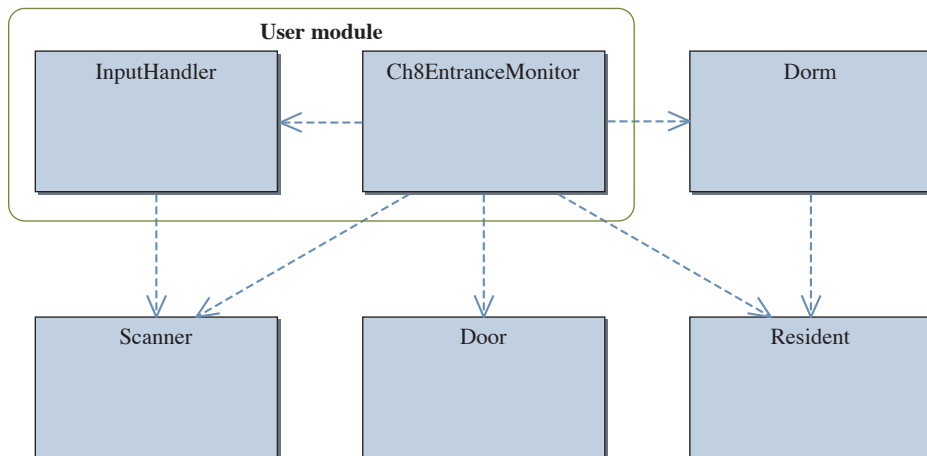 User module
InputHandler
Ch8EntranceMonitor
Dorm
Scanner
Door
Resident